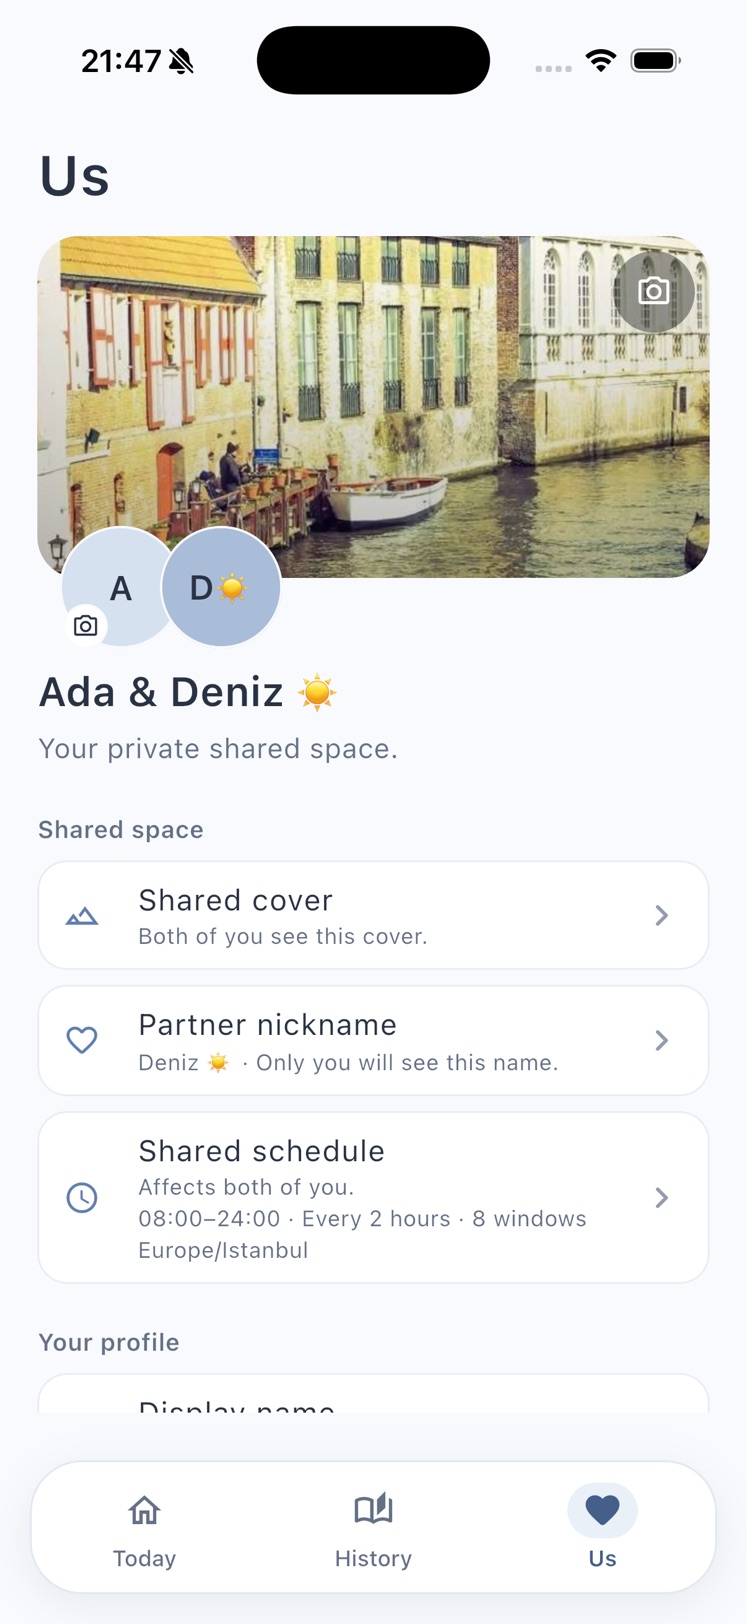 21:47
Us
A
D☀️
Ada & Deniz ☀️
Your private shared space.
Shared space
Shared cover
Both of you see this cover.
Partner nickname
Deniz ☀️ · Only you will see this name.
Shared schedule
Affects both of you.
08:00–24:00 · Every 2 hours · 8 windows
Europe/Istanbul
Your profile
Display name
Today
History
Us